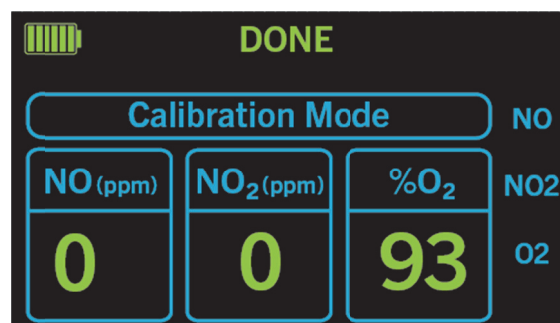 DONE
Calibration Mode
NO
NO (ppm) NO₂ (ppm) %O₂
NO2
0 0 93
O2